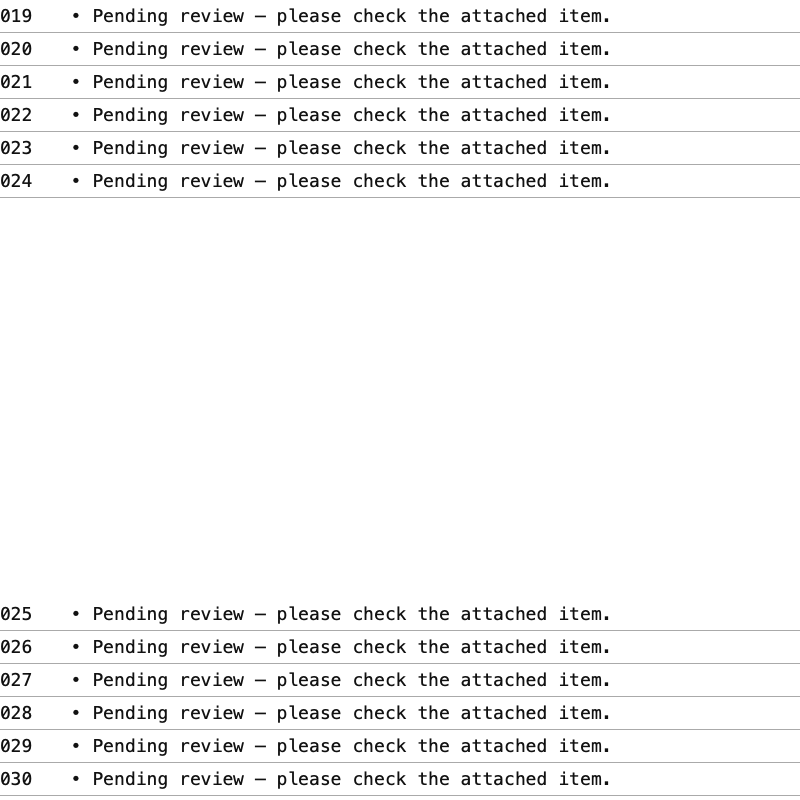 019 • Pending review — please check the attached item.
020 • Pending review — please check the attached item.
021 • Pending review — please check the attached item.
022 • Pending review — please check the attached item.
023 • Pending review — please check the attached item.
024 • Pending review — please check the attached item.
025 • Pending review — please check the attached item.
026 • Pending review — please check the attached item.
027 • Pending review — please check the attached item.
028 • Pending review — please check the attached item.
029 • Pending review — please check the attached item.
030 • Pending review — please check the attached item.